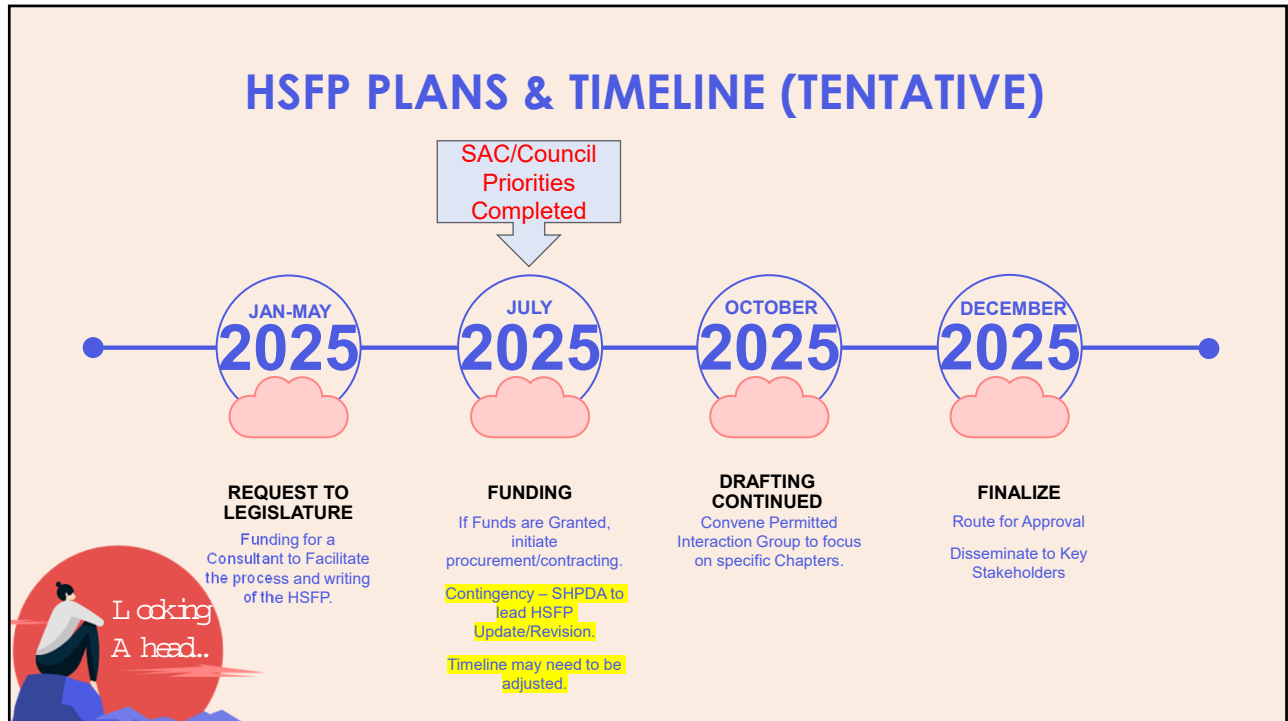 HSFP PLANS & TIMELINE (TENTATIVE)
SAC/Council
Priorities
Completed
JAN-MAY
2025
JULY
2025
OCTOBER
2025
DECEMBER
2025
REQUEST TO
LEGISLATURE
Funding for a
Consultant to Facilitate
the process and writing
of the HSFP.
FUNDING
If Funds are Granted,
initiate
procurement/contracting.
Contingency – SHPDA to
lead HSFP
Update/Revision.
Timeline may need to be
adjusted.
DRAFTING
CONTINUED
Convene Permitted
Interaction Group to focus
on specific Chapters.
FINALIZE
Route for Approval
Disseminate to Key
Stakeholders
Looking
Ahead..